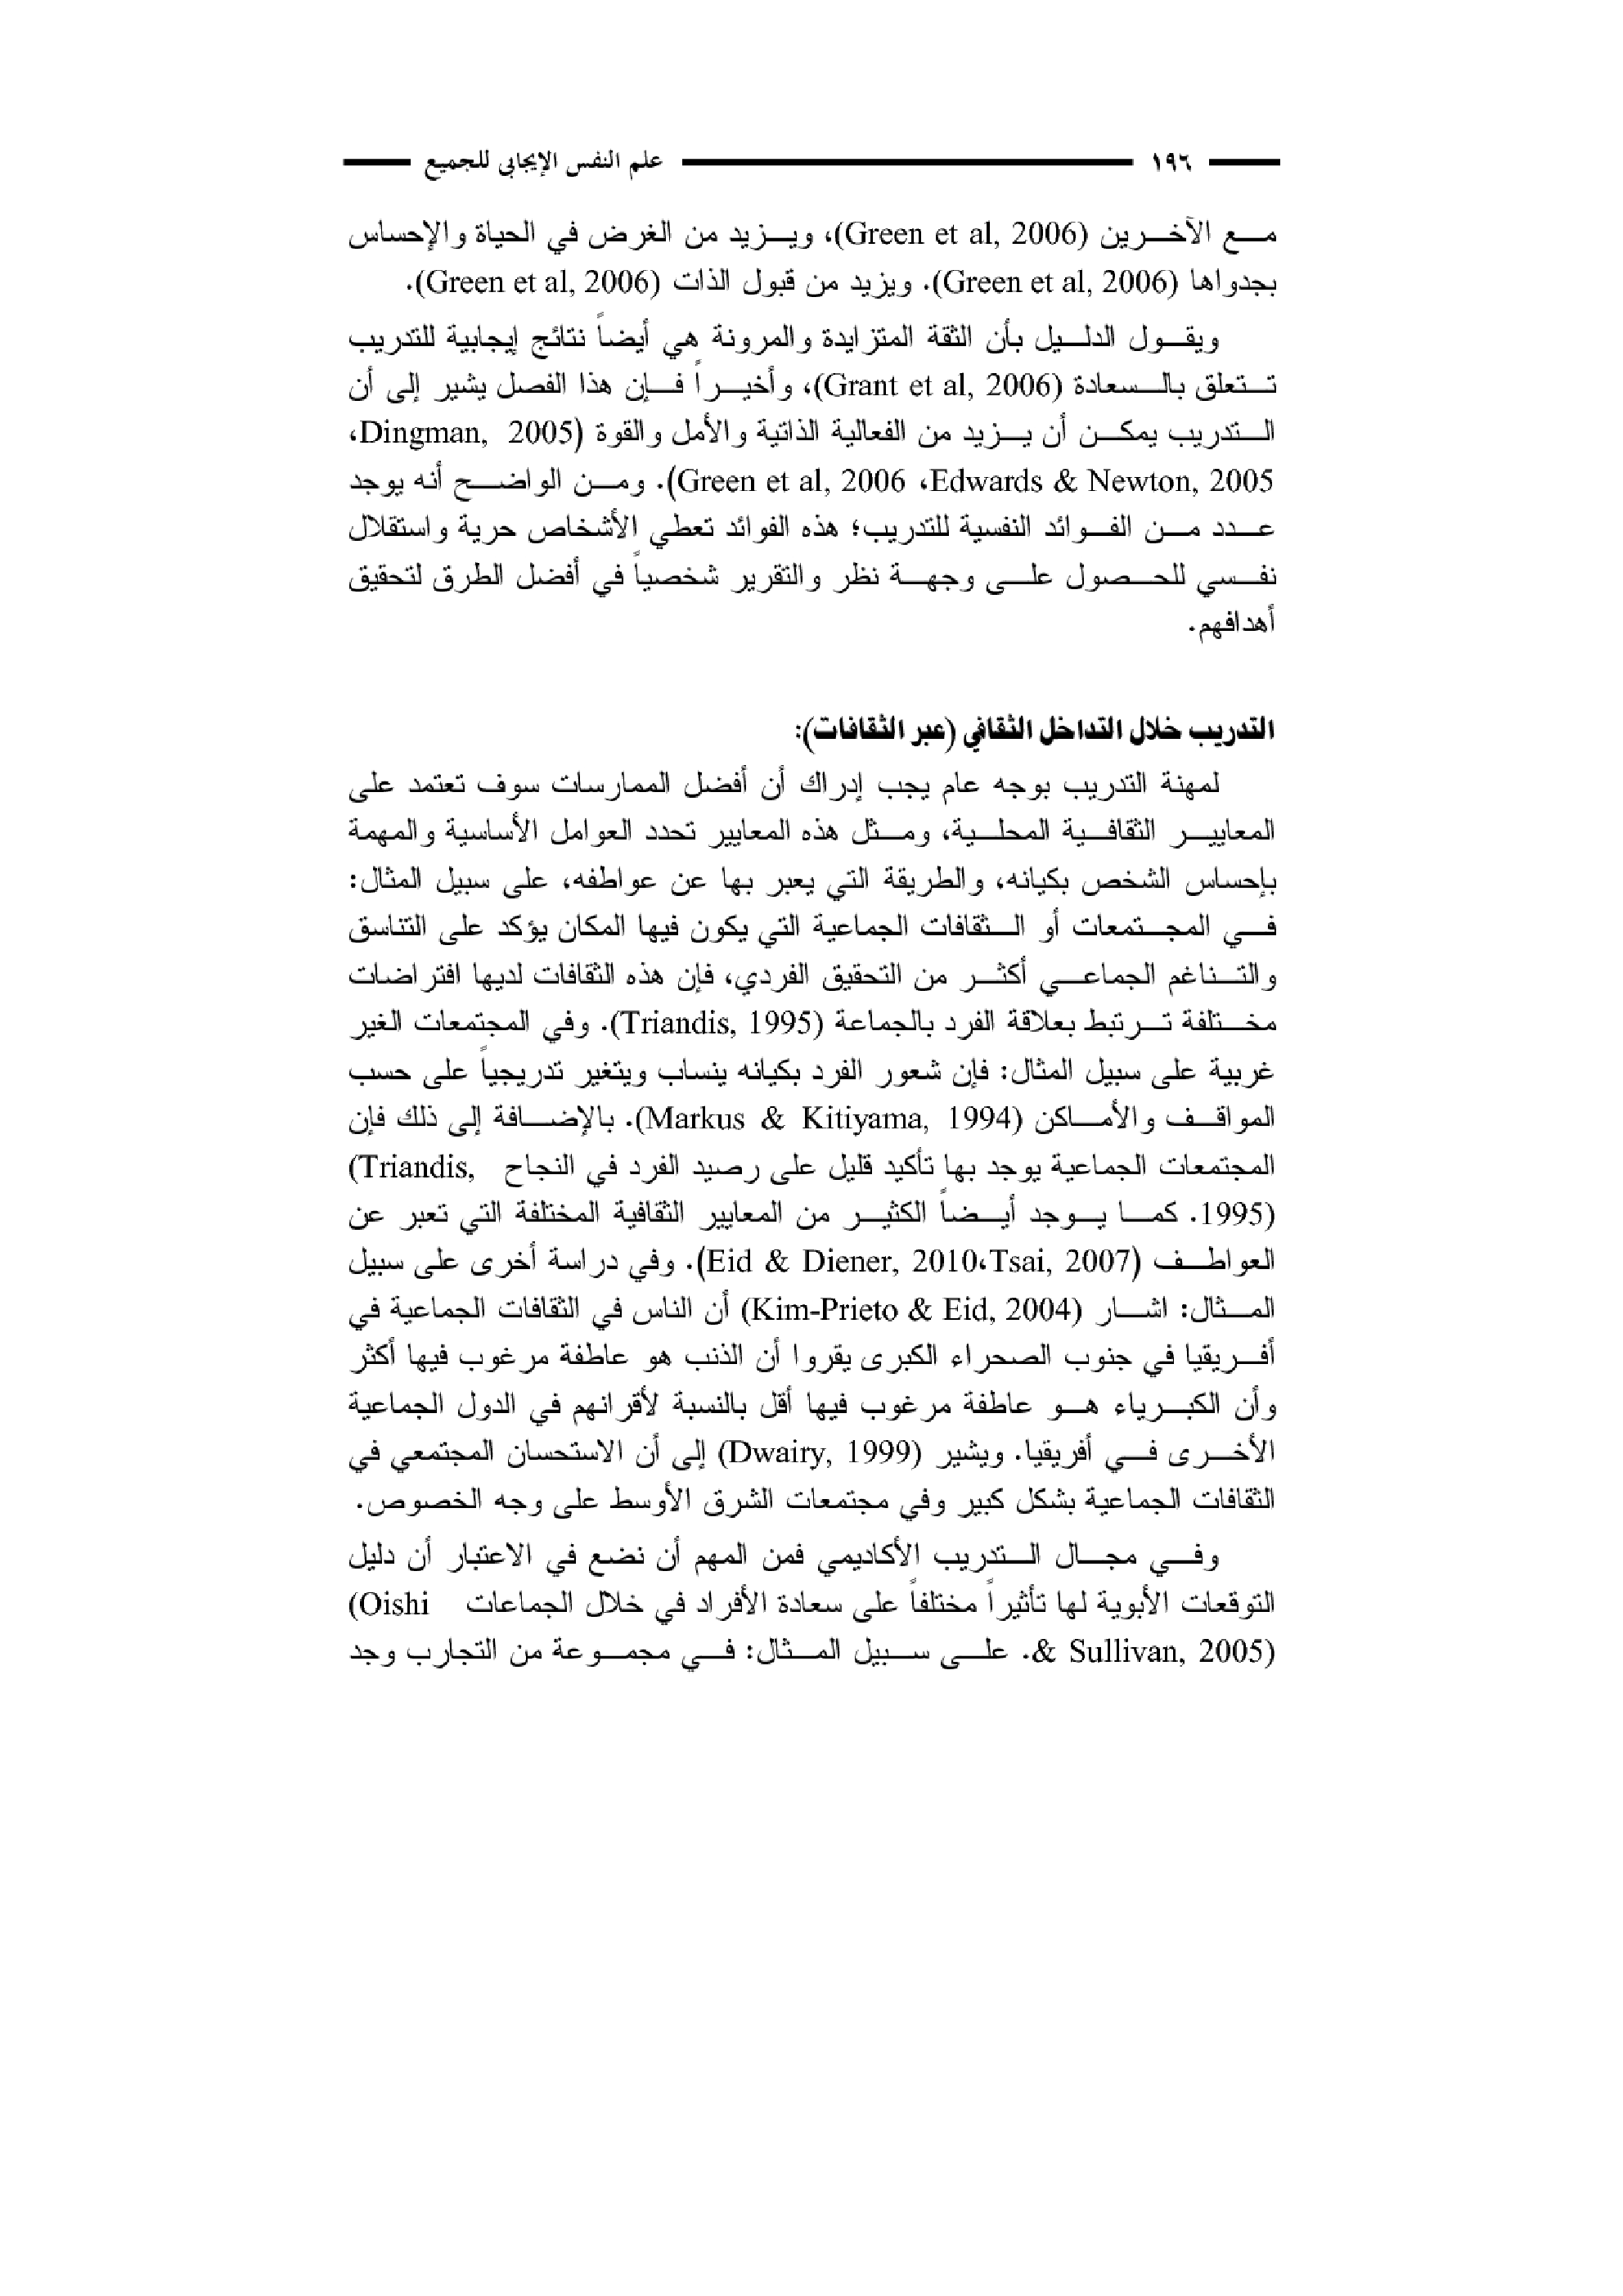 ١٩٦ علم النفس الإيجابي للجميع
مع الآخرين (Green et al, 2006)، ويزيد من الغرض في الحياة والإحساس
بجدواها (Green et al, 2006). ويزيد من قبول الذات (Green et al, 2006).
ويقول الدليل بأن الثقة المتزايدة والمرونة هي أيضاً نتائج إيجابية للتدريب
تتعلق بالسعادة (Grant et al, 2006)، وأخيراً فإن هذا الفصل يشير إلى أن
التدريب يمكن أن يزيد من الفعالية الذاتية والأمل والقوة (Dingman, 2005،
Green et al, 2006 ،Edwards & Newton, 2005). ومن الواضح أنه يوجد
عدد من الفوائد النفسية للتدريب؛ هذه الفوائد تعطي الأشخاص حرية واستقلال
نفسي للحصول على وجهة نظر والتقرير شخصياً في أفضل الطرق لتحقيق
أهدافهم.
التدريب خلال التداخل الثقافي (عبر الثقافات):
لمهنة التدريب بوجه عام يجب إدراك أن أفضل الممارسات سوف تعتمد على
المعايير الثقافية المحلية، ومثل هذه المعايير تحدد العوامل الأساسية والمهمة
بإحساس الشخص بكيانه، والطريقة التي يعبر بها عن عواطفه، على سبيل المثال:
في المجتمعات أو الثقافات الجماعية التي يكون فيها المكان يؤكد على التناسق
والتناغم الجماعي أكثر من التحقيق الفردي، فإن هذه الثقافات لديها افتراضات
مختلفة ترتبط بعلاقة الفرد بالجماعة (Triandis, 1995). وفي المجتمعات الغير
غربية على سبيل المثال: فإن شعور الفرد بكيانه ينساب ويتغير تدريجياً على حسب
المواقف والأماكن (Markus & Kitiyama, 1994). بالإضافة إلى ذلك فإن
المجتمعات الجماعية يوجد بها تأكيد قليل على رصيد الفرد في النجاح (Triandis,
1995). كما يوجد أيضاً الكثير من المعايير الثقافية المختلفة التي تعبر عن
العواطف (Eid & Diener, 2010،Tsai, 2007). وفي دراسة أخرى على سبيل
المثال: اشار (Kim-Prieto & Eid, 2004) أن الناس في الثقافات الجماعية في
أفريقيا في جنوب الصحراء الكبرى يقروا أن الذنب هو عاطفة مرغوب فيها أكثر
وأن الكبرياء هو عاطفة مرغوب فيها أقل بالنسبة لأقرانهم في الدول الجماعية
الأخرى في أفريقيا. ويشير (Dwairy, 1999) إلى أن الاستحسان المجتمعي في
الثقافات الجماعية بشكل كبير وفي مجتمعات الشرق الأوسط على وجه الخصوص.
وفي مجال التدريب الأكاديمي فمن المهم أن نضع في الاعتبار أن دليل
التوقعات الأبوية لها تأثيراً مختلفاً على سعادة الأفراد في خلال الجماعات (Oishi
& Sullivan, 2005). على سبيل المثال: في مجموعة من التجارب وجد